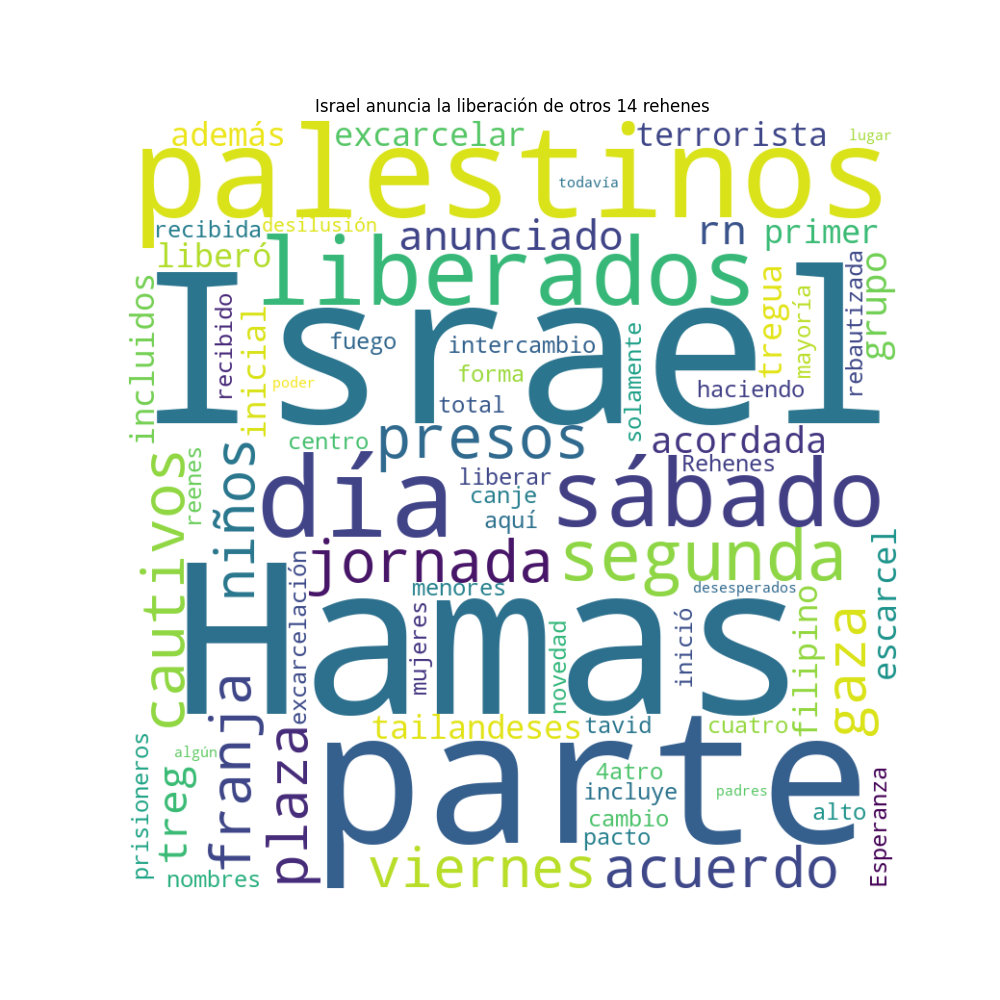 Israel anuncia la liberación de otros 14 rehenes
además
excarcelar
terrorista
lugar
palestinos
todavía
recibida
desilusión
anunciado
rn
primer
liberó
liberados
incluidos
recibido
inicial
Israel
tregua
mayoría
rebautizada
grupo
fuego
intercambio
solamente
poder
forma
haciendo
total
centro
presos
acordada
cautivos
reenes
niños
día
liberar
Rehenes
canje
aquí
sábado
jornada
segunda
menores
desesperados
escarcel
Hamas
excarcelación
mujeres
novedad
inició
filipino
gaza
franja
plaza
tailandeses
tavid
cuatro
prisioneros
algún
treg
parte
4atro
incluye
padres
cambio
alto
pacto
Esperanza
nombres
viernes
acuerdo